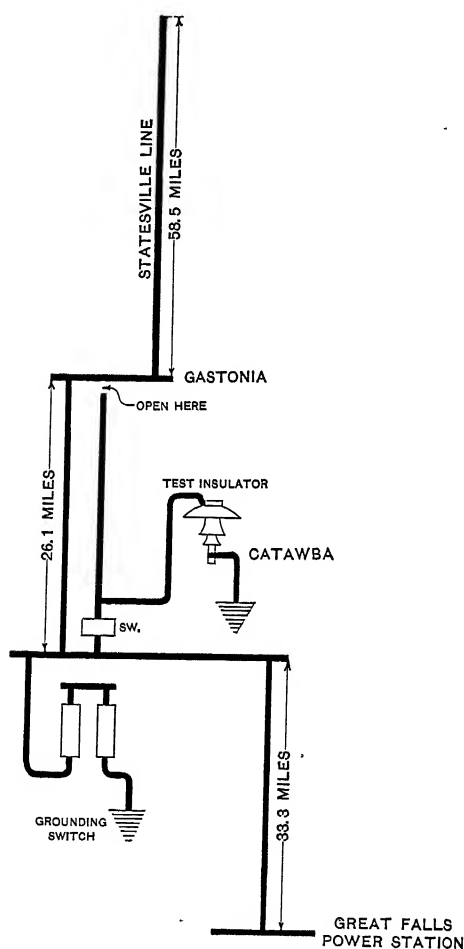 STATESVILLE LINE
58.5 MILES
GASTONIA
OPEN HERE
26.1 MILES
TEST INSULATOR
CATAWBA
SW.
GROUNDING
SWITCH
33.3 MILES
GREAT FALLS
POWER STATION